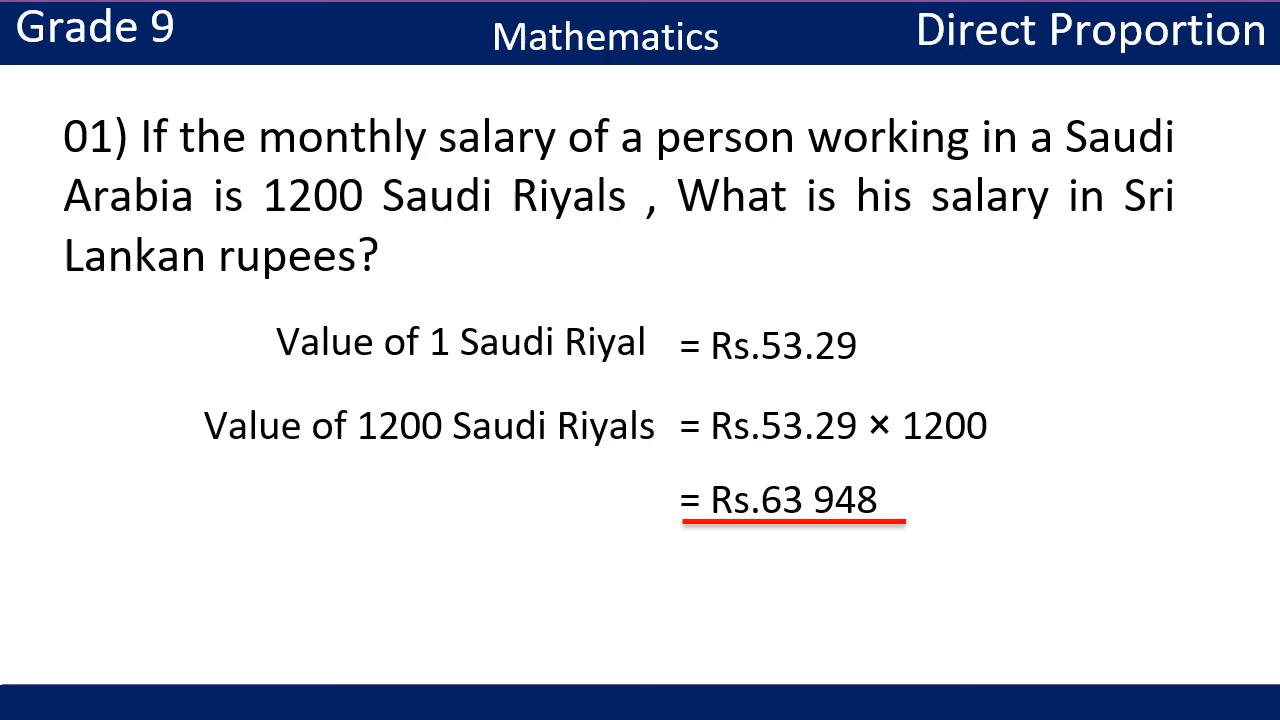 Grade 9
Mathematics
Direct Proportion
01) If the monthly salary of a person working in a Saudi
Arabia is 1200 Saudi Riyals , What is his salary in Sri
Lankan rupees?
Value of 1 Saudi Riyal = Rs.53.29
Value of 1200 Saudi Riyals = Rs.53.29 × 1200
= Rs.63 948